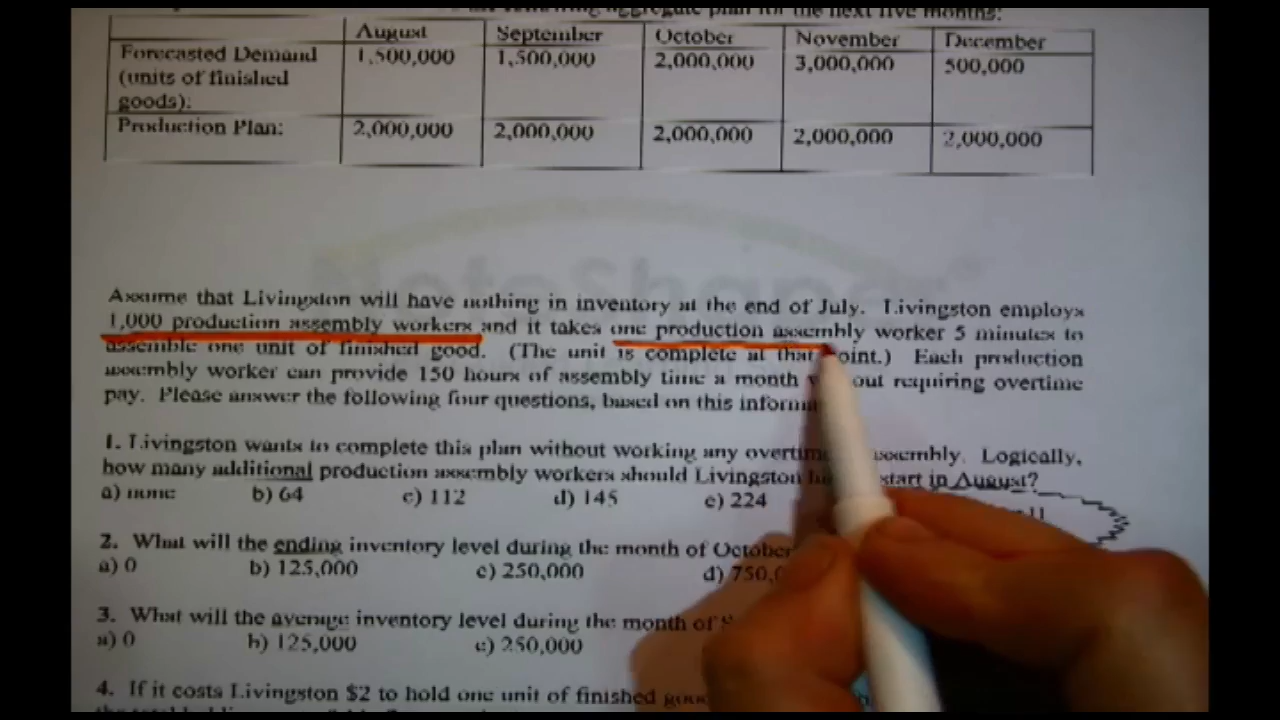 aggregate plan for the next five months:
August September October November December
Forecasted Demand 1,500,000 1,500,000 2,000,000 3,000,000 500,000
(units of finished
goods):
Production Plan: 2,000,000 2,000,000 2,000,000 2,000,000 2,000,000
NoteShaper
Assume that Livingston will have nothing in inventory at the end of July. Livingston employs
1,000 production assembly workers and it takes one production assembly worker 5 minutes to
assemble one unit of finished good. (The unit is complete at that point.) Each production
assembly worker can provide 150 hours of assembly time a month out requiring overtime
pay. Please answer the following four questions, based on this
1. Livingston wants to complete this plan without working any assembly. Logically,
how many additional production assembly workers should Livingston start in August?
a) none b) 64 c) 112 d) 145 e) 224
2. What will the ending inventory level during the month of October
a) 0 b) 125,000 c) 250,000 d)
3. What will the average inventory level during the month of
a) 0 b) 125,000 c) 250,000
4. If it costs Livingston $2 to hold one unit of finished